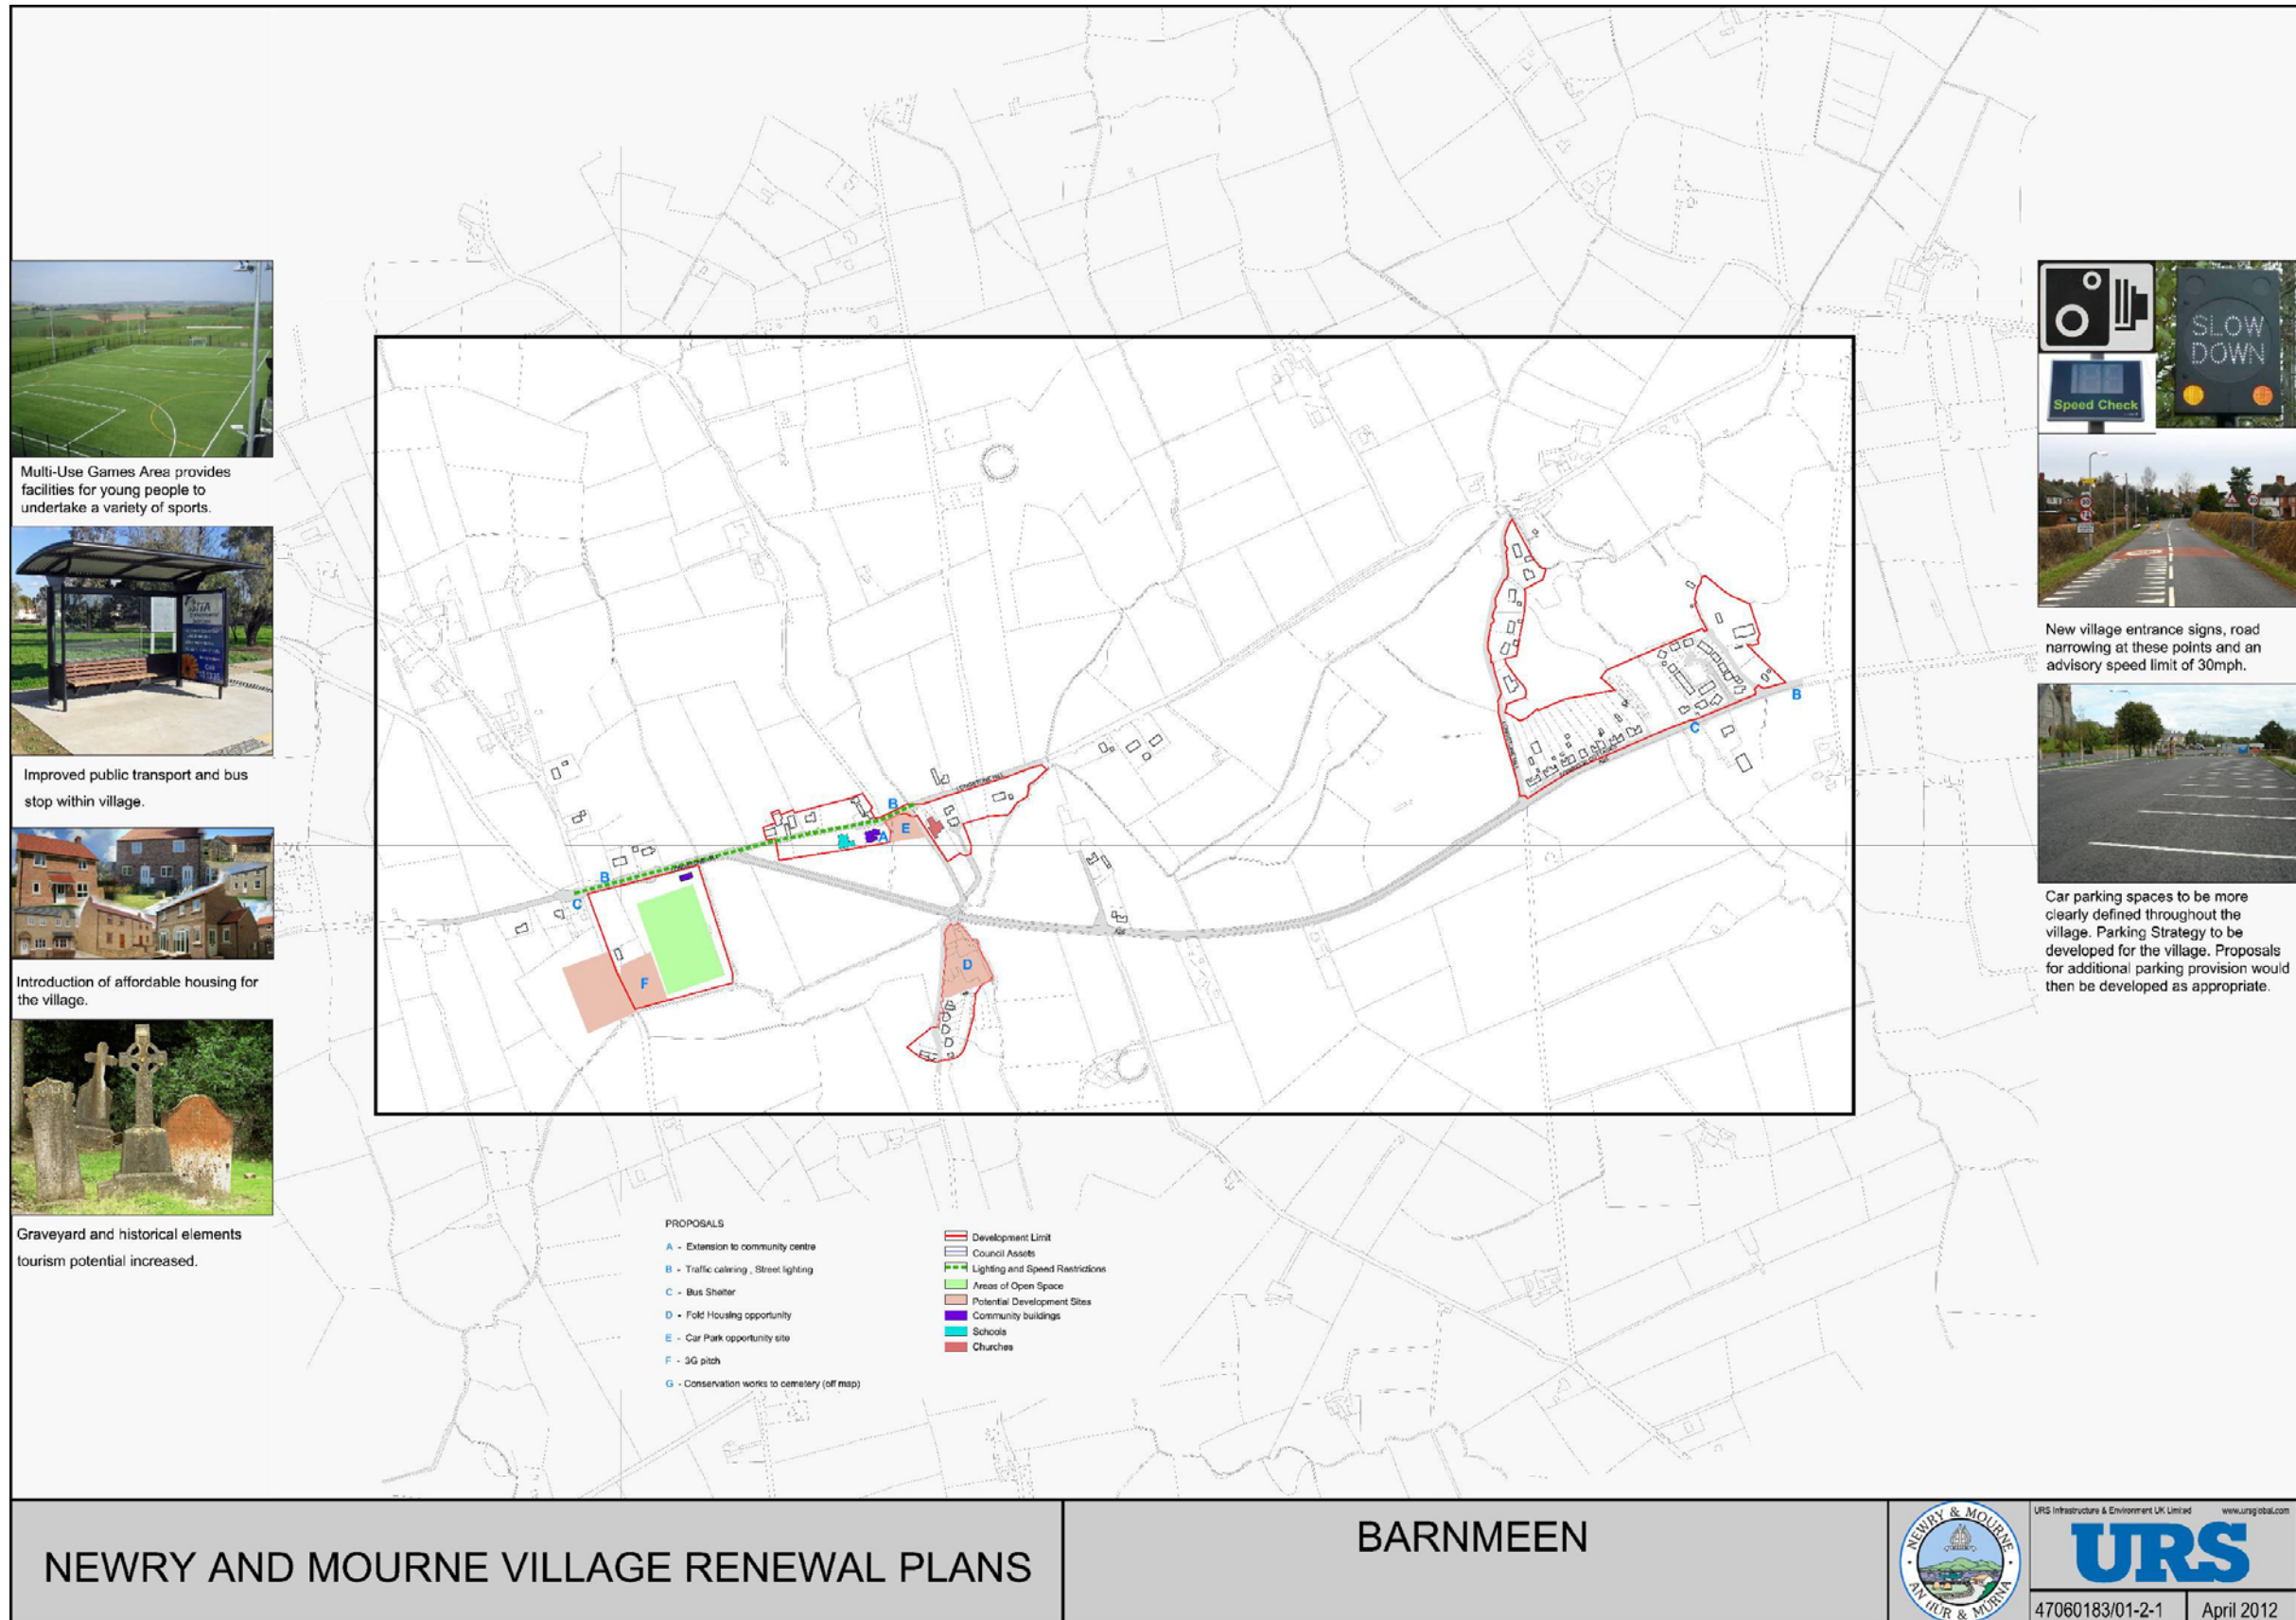 Multi-Use Games Area provides
facilities for young people to
undertake a variety of sports.
Improved public transport and bus
stop within village.
Introduction of affordable housing for
the village.
Graveyard and historical elements
tourism potential increased.
SLOW
DOWN
Speed Check
New village entrance signs, road
narrowing at these points and an
advisory speed limit of 30mph.
Car parking spaces to be more
clearly defined throughout the
village. Parking Strategy to be
developed for the village. Proposals
for additional parking provision would
then be developed as appropriate.
B
C
B
A
E
B
C
F
D
PROPOSALS
A - Extension to community centre
B - Traffic calming , Street lighting
C - Bus Shelter
D - Fold Housing opportunity
E - Car Park opportunity site
F - 3G pitch
G - Conservation works to cemetery (off map)
Development Limit
Council Assets
Lighting and Speed Restrictions
Areas of Open Space
Potential Development Sites
Community buildings
Schools
Churches
NEWRY AND MOURNE VILLAGE RENEWAL PLANS
BARNMEEN
NEWRY & MOURNE
AN IÚR & MÚRNA
URS Infrastructure & Environment UK Limited
www.ursglobal.com
URS
47060183/01-2-1
April 2012